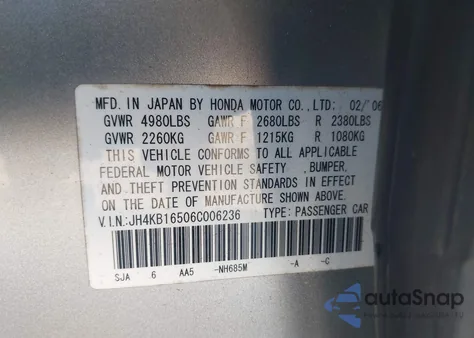 MFD. IN JAPAN BY HONDA MOTOR CO., LTD: 02/ '06
GVWR 4980LBS GAWR F 2680LBS R 2380LBS
GVWR 2260KG GAWR F 1215KG R 1080KG
THIS VEHICLE CONFORMS TO ALL APPLICABLE
FEDERAL MOTOR VEHICLE SAFETY , BUMPER,
AND THEFT PREVENTION STANDARDS IN EFFECT
ON THE DATE OF MANUFACTURE SHOWN ABOVE.
V.I.N:JH4KB16506C006236 TYPE: PASSENGER CAR
SJA 6 AA5 -NH685M -A -C
autoSnap